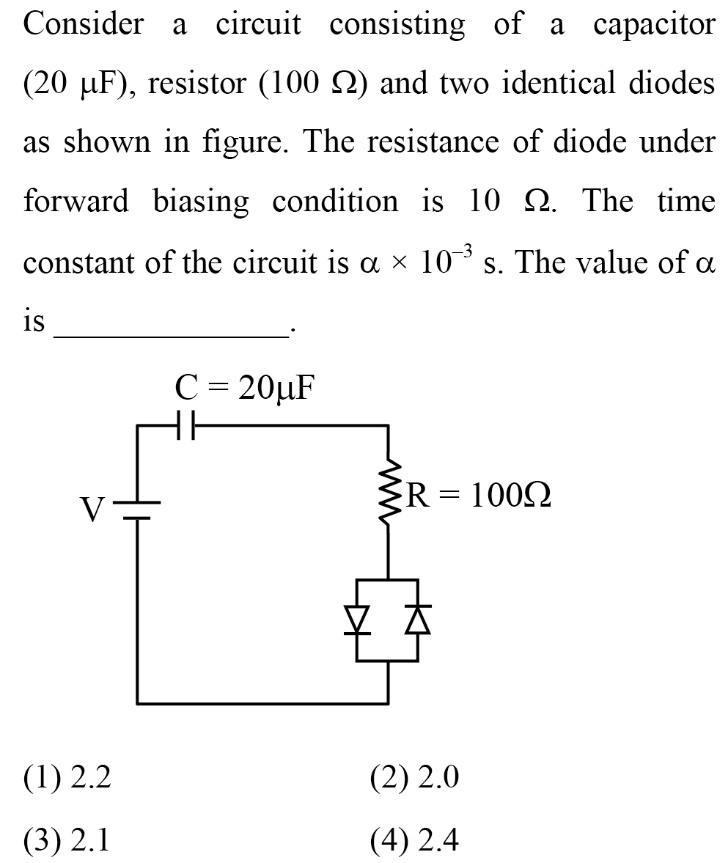 Consider a circuit consisting of a capacitor
(20 μF), resistor (100 Ω) and two identical diodes
as shown in figure. The resistance of diode under
forward biasing condition is 10 Ω. The time
constant of the circuit is α × 10⁻³ s. The value of α
is ______________.
C = 20μF
V
R = 100Ω
(1) 2.2 (2) 2.0
(3) 2.1 (4) 2.4